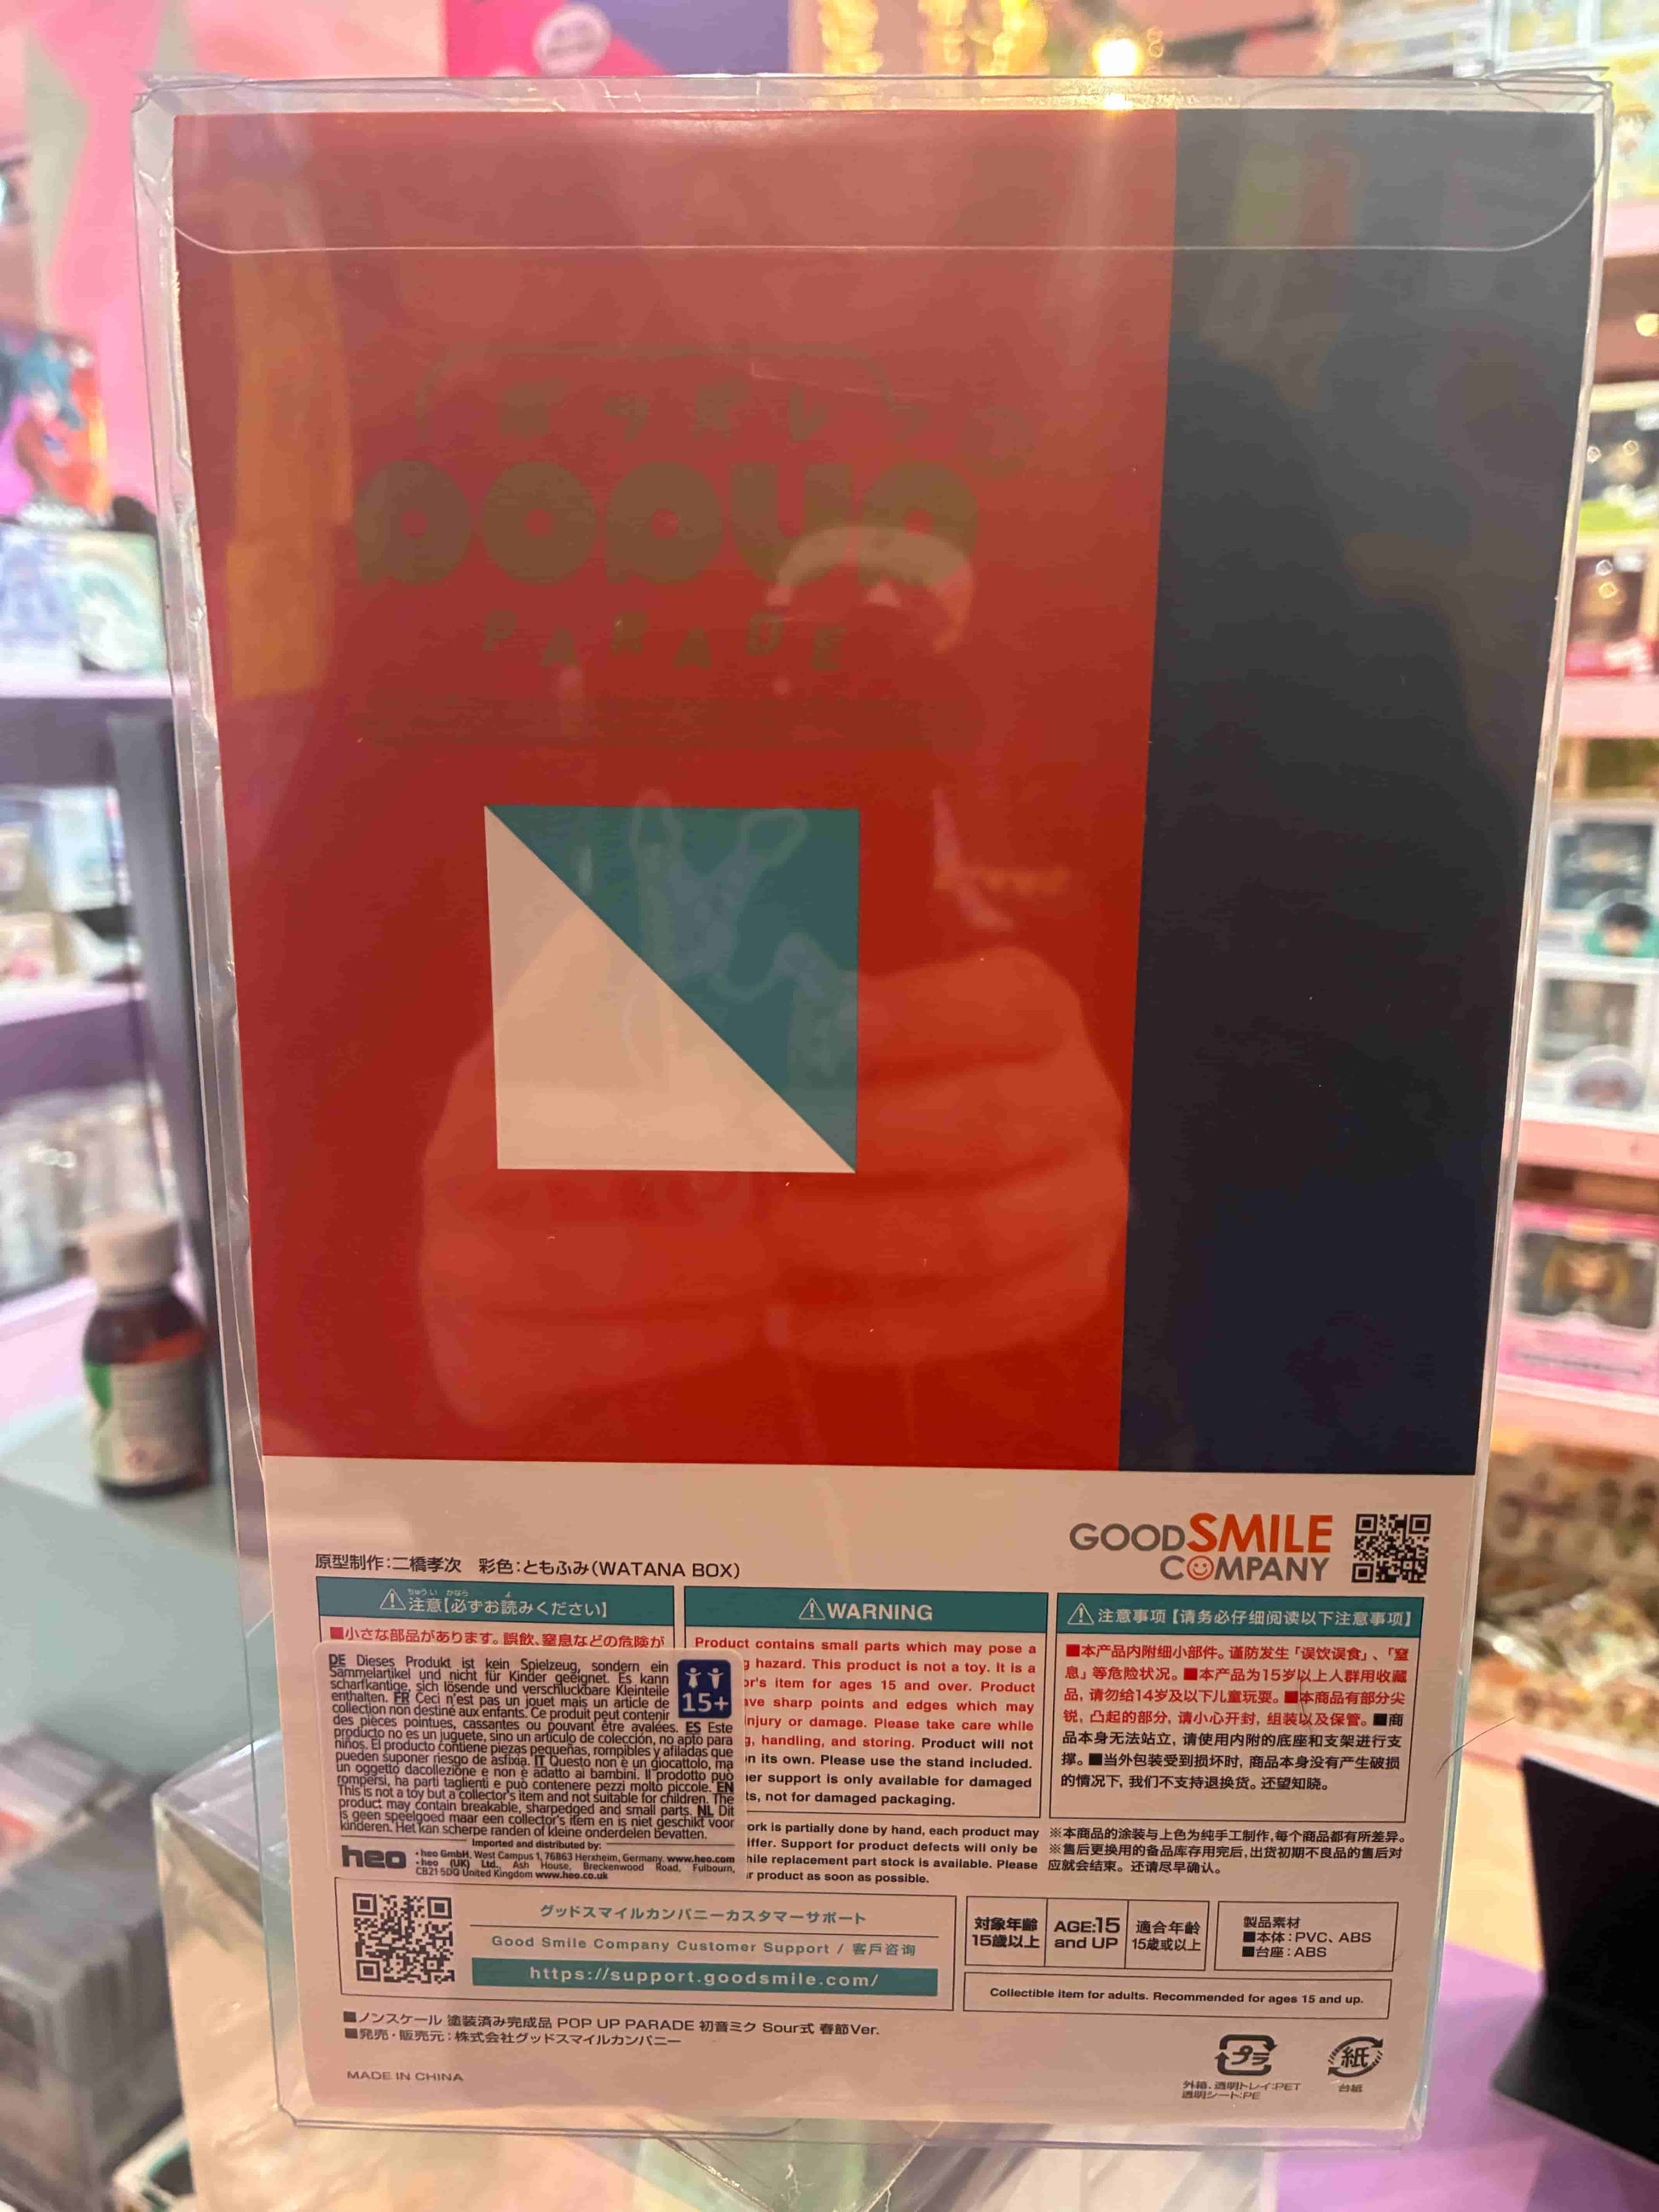 ポップパレード
POPUP
PARADE
GOODSMILE
COMPANY
原型制作：二橋孝次　彩色：ともふみ（WATANA BOX）
ちゅうい かなら よ
⚠注意【必ずお読みください】
■小さな部品があります。誤飲、窒息などの危険が
DE Dieses Produkt ist kein Spielzeug, sondern ein
Sammelartikel und nicht für Kinder geeignet. Es kann
scharfkantige, sich lösende und verschluckbare Kleinteile
enthalten. FR Ceci n'est pas un jouet mais un article de
collection non destiné aux enfants. Ce produit peut contenir
des pièces pointues, cassantes ou pouvant être avalées. ES Este
producto no es un juguete, sino un artículo de colección, no apto para
niños. El producto contiene piezas pequeñas, rompibles y afiladas que
pueden suponer riesgo de asfixia. IT Questo non è un giocattolo, ma
un oggetto dacollezione e non è adatto ai bambini. Il prodotto può
rompersi, ha parti taglienti e può contenere pezzi molto piccole. EN
This is not a toy but a collector's item and not suitable for children. The
product may contain breakable, sharpedged and small parts. NL Dit
is geen speelgoed maar een collector's item en is niet geschikt voor
kinderen. Het kan scherpe randen of kleine onderdelen bevatten.
15+
Imported and distributed by:
heo
• heo GmbH, West Campus 1, 76863 Herxheim, Germany, www.heo.com
• heo (UK) Ltd., Ash House, Breckenwood Road, Fulbourn,
CB21 5DQ United Kingdom www.heo.co.uk
⚠WARNING
Product contains small parts which may pose a
g hazard. This product is not a toy. It is a
or's item for ages 15 and over. Product
ave sharp points and edges which may
njury or damage. Please take care while
g, handling, and storing. Product will not
n its own. Please use the stand included.
er support is only available for damaged
ts, not for damaged packaging.
ork is partially done by hand, each product may
iffer. Support for product defects will only be
hile replacement part stock is available. Please
r product as soon as possible.
⚠注意事项【请务必仔细阅读以下注意事项】
■本产品内附细小部件。谨防发生「误饮误食」、「窒
息」等危险状况。■本产品为15岁以上人群用收藏
品，请勿给14岁及以下儿童玩耍。■本商品有部分尖
锐，凸起的部分，请小心开封，组装以及保管。■商
品本身无法站立，请使用内附的底座和支架进行支
撑。■当外包装受到损坏时，商品本身没有产生破损
的情况下，我们不支持退换货。还望知晓。
※本商品的涂装与上色为纯手工制作，每个商品都有所差异。
※售后更换用的备品库存用完后，出货初期不良品的售后对
应就会结束。还请尽早确认。
グッドスマイルカンパニーカスタマーサポート
Good Smile Company Customer Support / 客戶咨询
https://support.goodsmile.com/
対象年齢
15歳以上
AGE:15
and UP
適合年齢
15歳或以上
製品素材
■本体：PVC、ABS
■台座：ABS
Collectible item for adults. Recommended for ages 15 and up.
■ノンスケール 塗装済み完成品 POP UP PARADE 初音ミク Sour式 春節Ver.
■発売・販売元：株式会社グッドスマイルカンパニー
MADE IN CHINA
プラ
外箱、透明トレイ：PET
透明シート：PE
紙
台紙